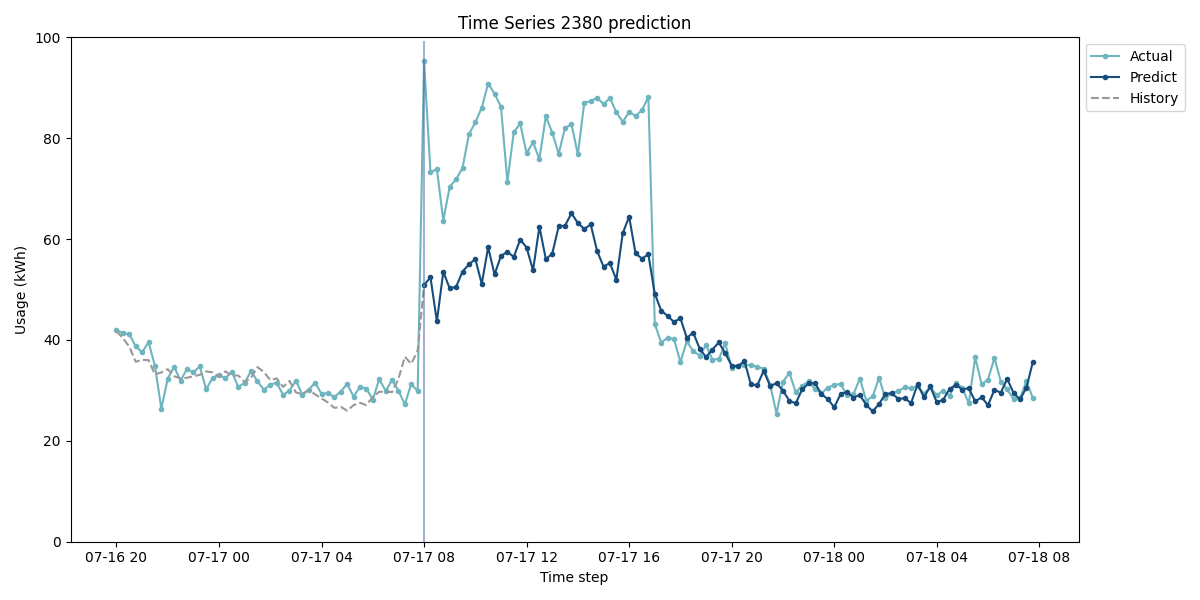 Time Series 2380 prediction
100
80
60
40
20
0
Usage (kWh)
07-16 20
07-17 00
07-17 04
07-17 08
07-17 12
07-17 16
07-17 20
07-18 00
07-18 04
07-18 08
Time step
Actual
Predict
History